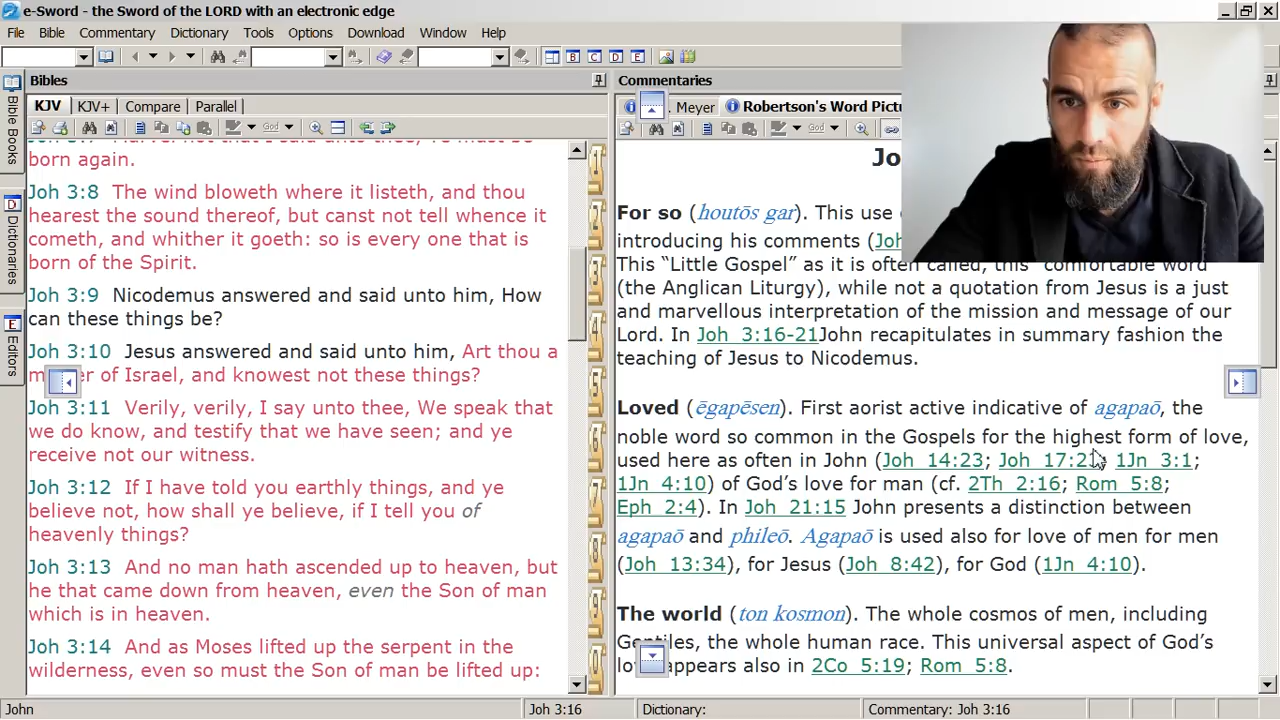 e-Sword - the Sword of the LORD with an electronic edge
File Bible Commentary Dictionary Tools Options Download Window Help
Bibles
KJV KJV+ Compare Parallel
God
Bible Books
Dictionaries
Editors
born again.
Joh 3:8 The wind bloweth where it listeth, and thou
hearest the sound thereof, but canst not tell whence it
cometh, and whither it goeth: so is every one that is
born of the Spirit.
Joh 3:9 Nicodemus answered and said unto him, How
can these things be?
Joh 3:10 Jesus answered and said unto him, Art thou a
of Israel, and knowest not these things?
Joh 3:11 Verily, verily, I say unto thee, We speak that
we do know, and testify that we have seen; and ye
receive not our witness.
Joh 3:12 If I have told you earthly things, and ye
believe not, how shall ye believe, if I tell you of
heavenly things?
Joh 3:13 And no man hath ascended up to heaven, but
he that came down from heaven, even the Son of man
which is in heaven.
Joh 3:14 And as Moses lifted up the serpent in the
wilderness, even so must the Son of man be lifted up:
Commentaries
Meyer Robertson's Word Pictu
God
Jo
For so (houtōs gar). This use
introducing his comments (Joh
This “Little Gospel” as it is often called, this “comfortable word”
(the Anglican Liturgy), while not a quotation from Jesus is a just
and marvellous interpretation of the mission and message of our
Lord. In Joh 3:16-21John recapitulates in summary fashion the
teaching of Jesus to Nicodemus.
Loved (ēgapēsen). First aorist active indicative of agapaō, the
noble word so common in the Gospels for the highest form of love,
used here as often in John (Joh 14:23; Joh 17:2 1Jn 3:1;
1Jn 4:10) of God’s love for man (cf. 2Th 2:16; Rom 5:8;
Eph 2:4). In Joh 21:15 John presents a distinction between
agapaō and phileō. Agapaō is used also for love of men for men
(Joh 13:34), for Jesus (Joh 8:42), for God (1Jn 4:10).
The world (ton kosmon). The whole cosmos of men, including
Gentiles, the whole human race. This universal aspect of God’s
appears also in 2Co 5:19; Rom 5:8.
John Joh 3:16 Dictionary: Commentary: Joh 3:16